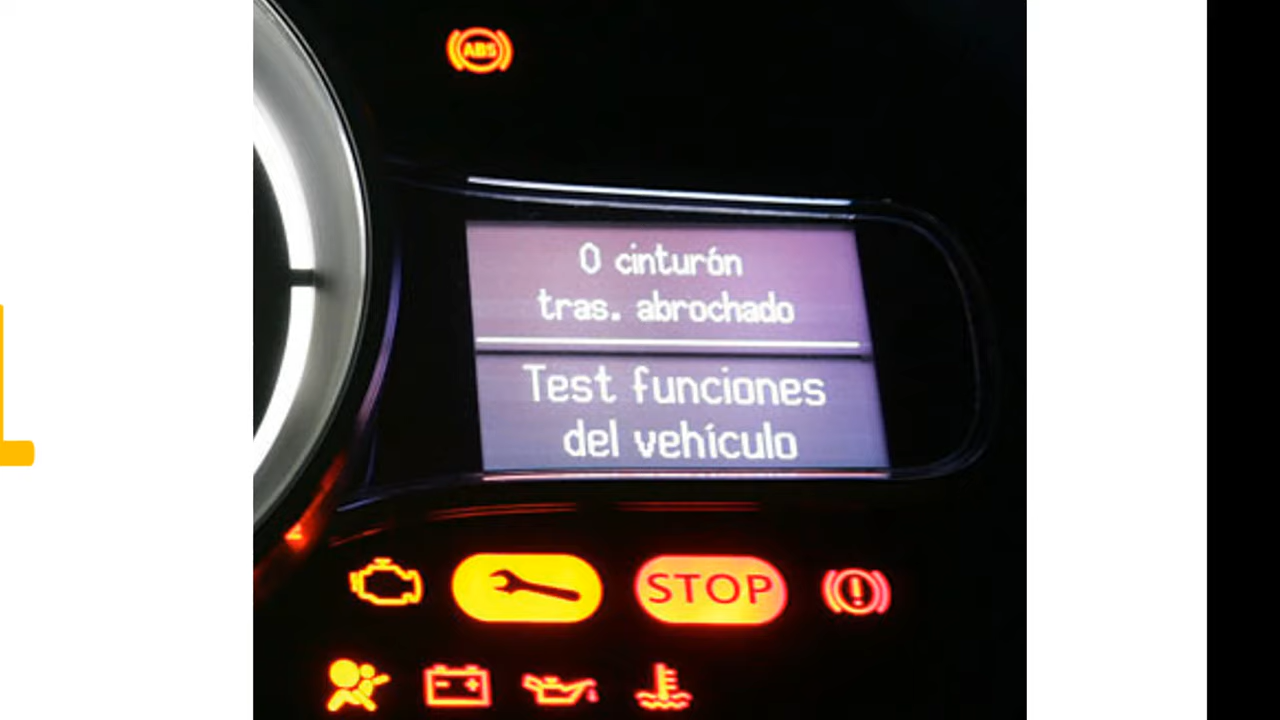 ABS
0 cinturón
tras. abrochado
Test funciones
del vehículo
STOP